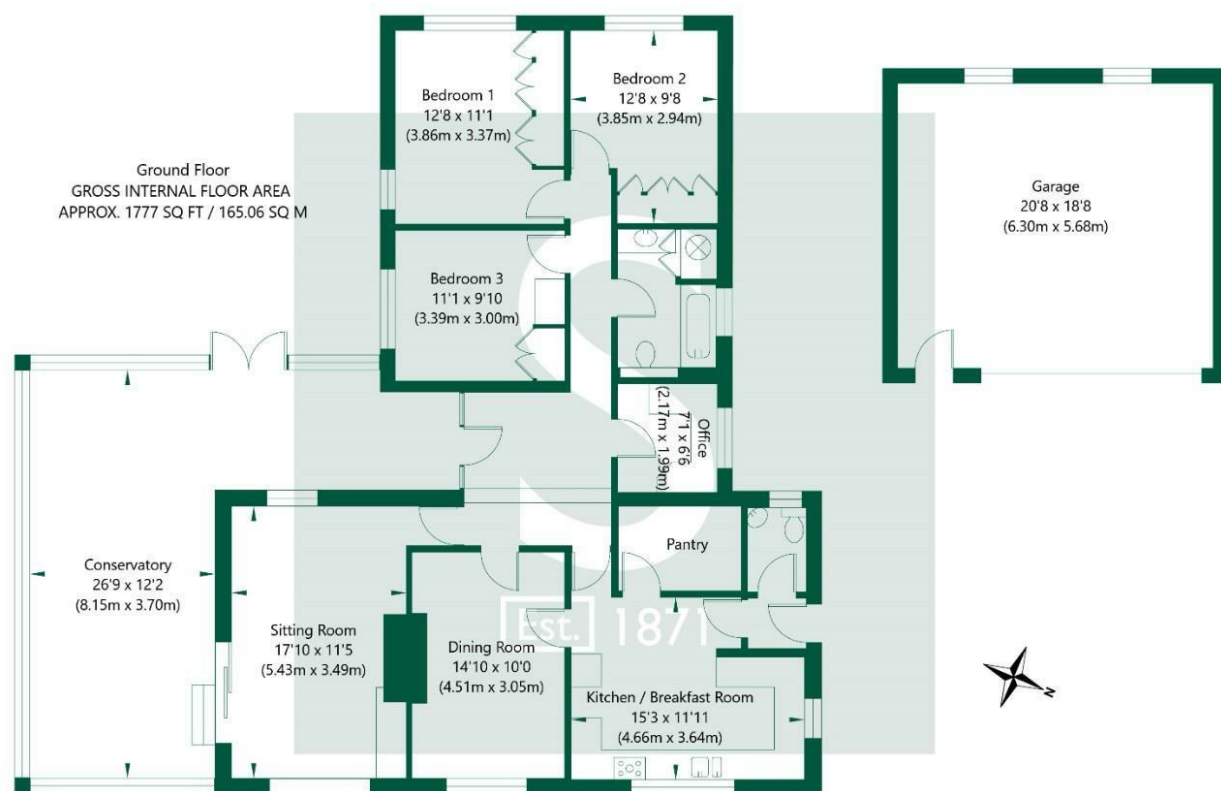 Bedroom 1
12'8 x 11'1
(3.86m x 3.37m)
Bedroom 2
12'8 x 9'8
(3.85m x 2.94m)
Ground Floor
GROSS INTERNAL FLOOR AREA
APPROX. 1777 SQ FT / 165.06 SQ M
Garage
20'8 x 18'8
(6.30m x 5.68m)
Bedroom 3
11'1 x 9'10
(3.39m x 3.00m)
Office
7'1 x 6'6
(2.17m x 1.99m)
Pantry
Conservatory
26'9 x 12'2
(8.15m x 3.70m)
Sitting Room
17'10 x 11'5
(5.43m x 3.49m)
Est. 1871
Dining Room
14'10 x 10'0
(4.51m x 3.05m)
Kitchen / Breakfast Room
15'3 x 11'11
(4.66m x 3.64m)
S
N